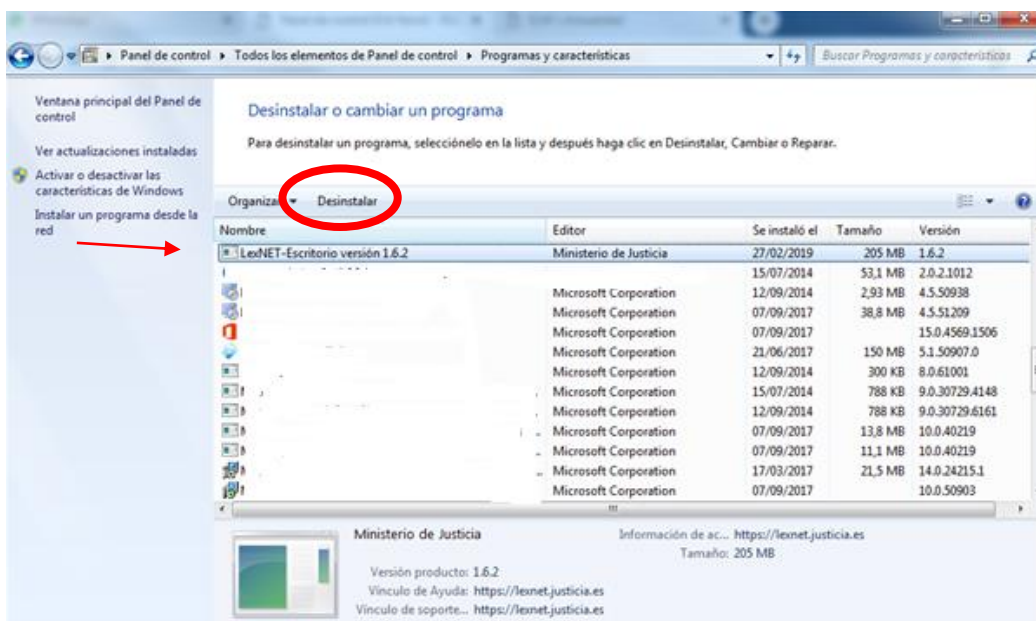 Panel de control ▸ Todos los elementos de Panel de control ▸ Programas y características
Buscar Programas y características
Ventana principal del Panel de control
Ver actualizaciones instaladas
Activar o desactivar las características de Windows
Instalar un programa desde la red
Desinstalar o cambiar un programa
Para desinstalar un programa, selecciónelo en la lista y después haga clic en Desinstalar, Cambiar o Reparar.
Organizar Desinstalar
Nombre Editor Se instaló el Tamaño Versión
LexNET-Escritorio versión 1.6.2 Ministerio de Justicia 27/02/2019 205 MB 1.6.2
15/07/2014 53,1 MB 2.0.2.1012
Microsoft Corporation 12/09/2014 2,93 MB 4.5.50938
Microsoft Corporation 07/09/2017 38,8 MB 4.5.51209
Microsoft Corporation 07/09/2017 15.0.4569.1506
Microsoft Corporation 21/06/2017 150 MB 5.1.50907.0
Microsoft Corporation 12/09/2014 300 KB 8.0.61001
Microsoft Corporation 15/07/2014 788 KB 9.0.30729.4148
Microsoft Corporation 12/09/2014 788 KB 9.0.30729.6161
Microsoft Corporation 07/09/2017 13,8 MB 10.0.40219
Microsoft Corporation 07/09/2017 11,1 MB 10.0.40219
Microsoft Corporation 17/03/2017 21,5 MB 14.0.24215.1
Microsoft Corporation 07/09/2017 10.0.50903
Ministerio de Justicia Información de ac... https://lexnet.justicia.es
Tamaño: 205 MB
Versión producto: 1.6.2
Vínculo de Ayuda: https://lexnet.justicia.es
Vínculo de soporte... https://lexnet.justicia.es